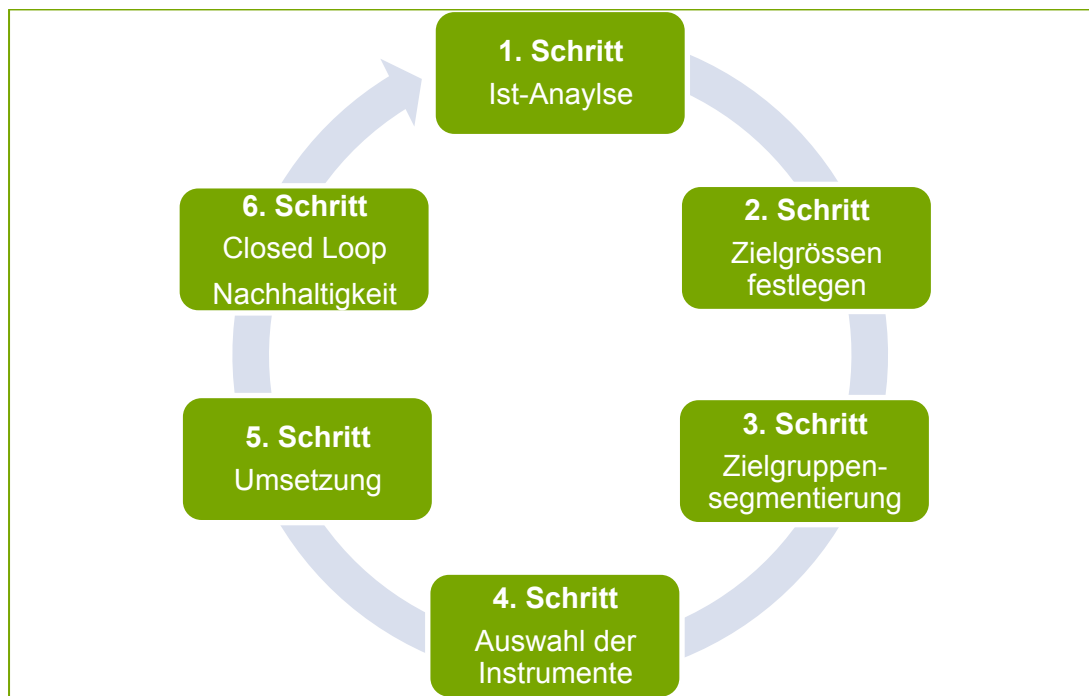 1. Schritt
Ist-Anaylse
2. Schritt
Zielgrössen
festlegen
3. Schritt
Zielgruppen-
segmentierung
4. Schritt
Auswahl der
Instrumente
5. Schritt
Umsetzung
6. Schritt
Closed Loop
Nachhaltigkeit